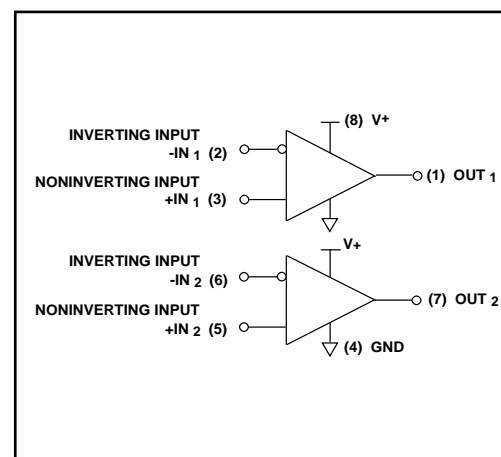 (8) V+
INVERTING INPUT
-IN 1 (2)
(1) OUT 1
NONINVERTING INPUT
+IN 1 (3)
V+
INVERTING INPUT
-IN 2 (6)
(7) OUT 2
NONINVERTING INPUT
+IN 2 (5)
(4) GND